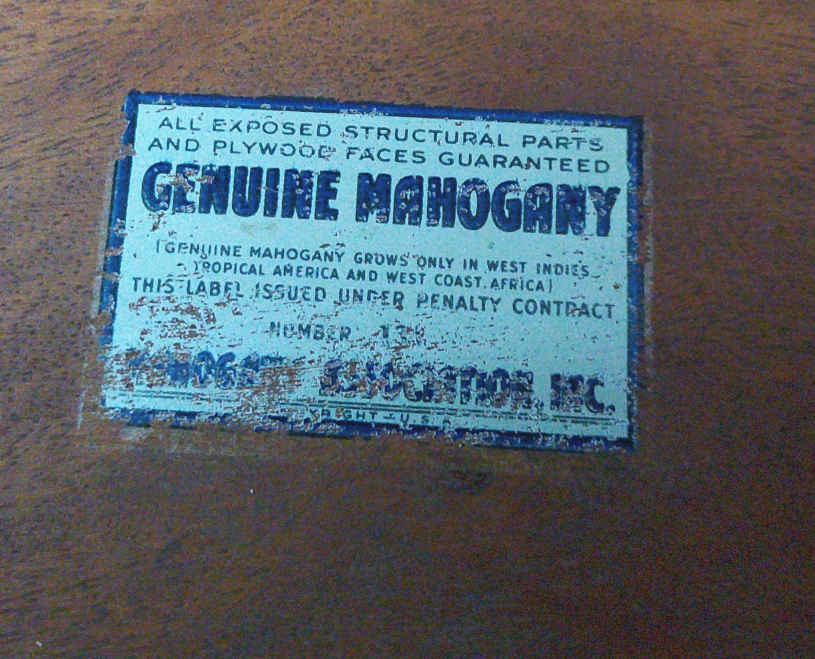 ALL EXPOSED STRUCTURAL PARTS
AND PLYWOOD FACES GUARANTEED
GENUINE MAHOGANY
(GENUINE MAHOGANY GROWS ONLY IN WEST INDIES
TROPICAL AMERICA AND WEST COAST, AFRICA)
THIS LABEL ISSUED UNDER PENALTY CONTRACT
NUMBER
MAHOGANY ASSOCIATION, INC.